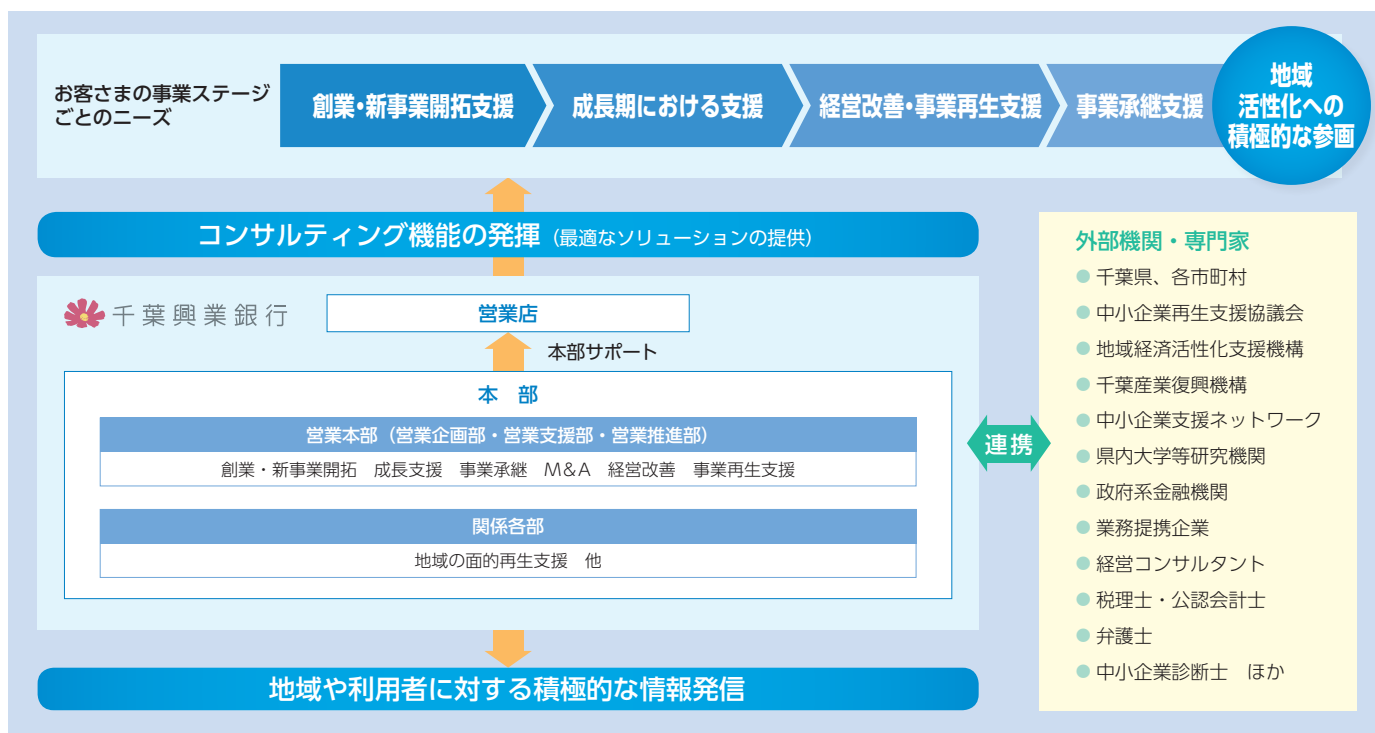 お客さまの事業ステージ
ごとのニーズ
創業・新事業開拓支援
成長期における支援
経営改善・事業再生支援
事業承継支援
地域
活性化への
積極的な参画
コンサルティング機能の発揮（最適なソリューションの提供）
千葉興業銀行
営業店
本部サポート
本　部
営業本部（営業企画部・営業支援部・営業推進部）
創業・新事業開拓　成長支援　事業承継　M&A　経営改善　事業再生支援
関係各部
地域の面的再生支援　他
連携
地域や利用者に対する積極的な情報発信
外部機関・専門家
● 千葉県、各市町村
● 中小企業再生支援協議会
● 地域経済活性化支援機構
● 千葉産業復興機構
● 中小企業支援ネットワーク
● 県内大学等研究機関
● 政府系金融機関
● 業務提携企業
● 経営コンサルタント
● 税理士・公認会計士
● 弁護士
● 中小企業診断士　ほか